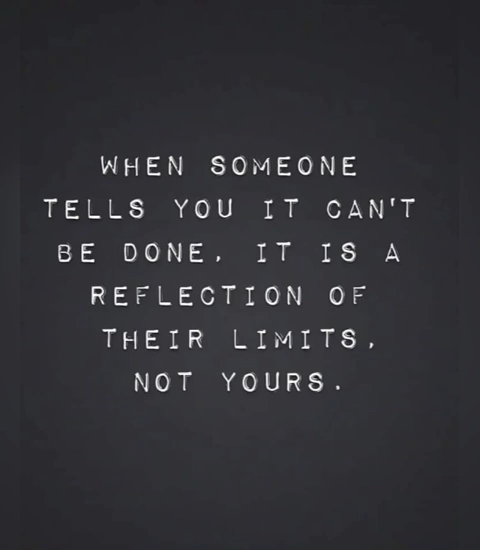 WHEN SOMEONE
TELLS YOU IT CAN'T
BE DONE, IT IS A
REFLECTION OF
THEIR LIMITS,
NOT YOURS.